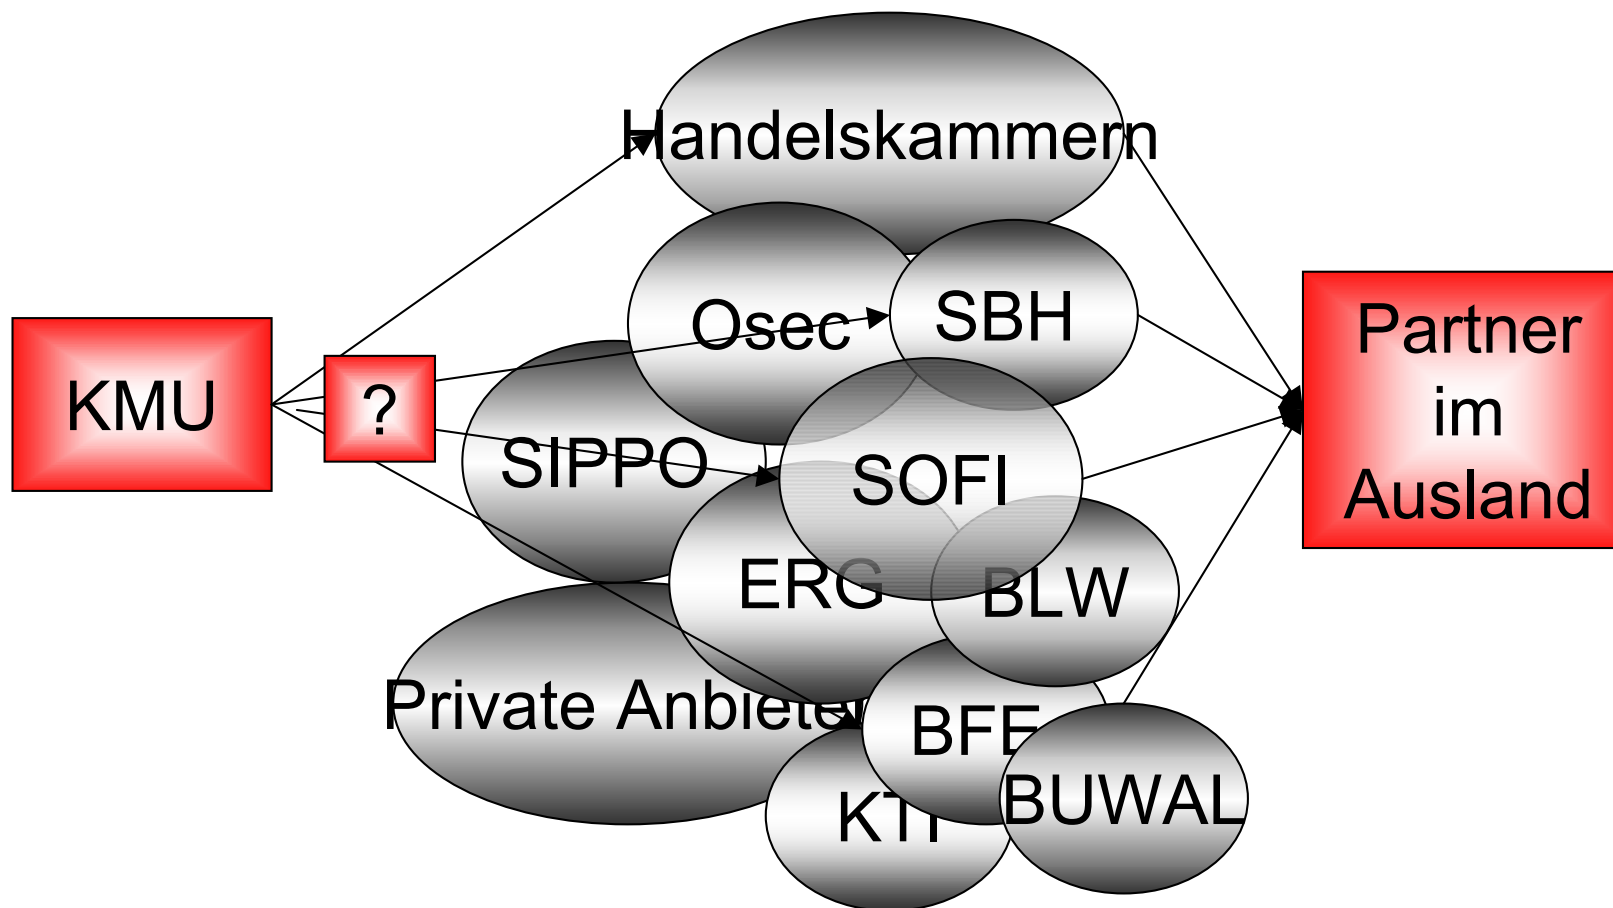 Handelskammern
Osec
SBH
KMU
?
Partner
im
Ausland
SIPPO
SOFI
ERG
BLW
Private Anbieter
BFE
KTI
BUWAL